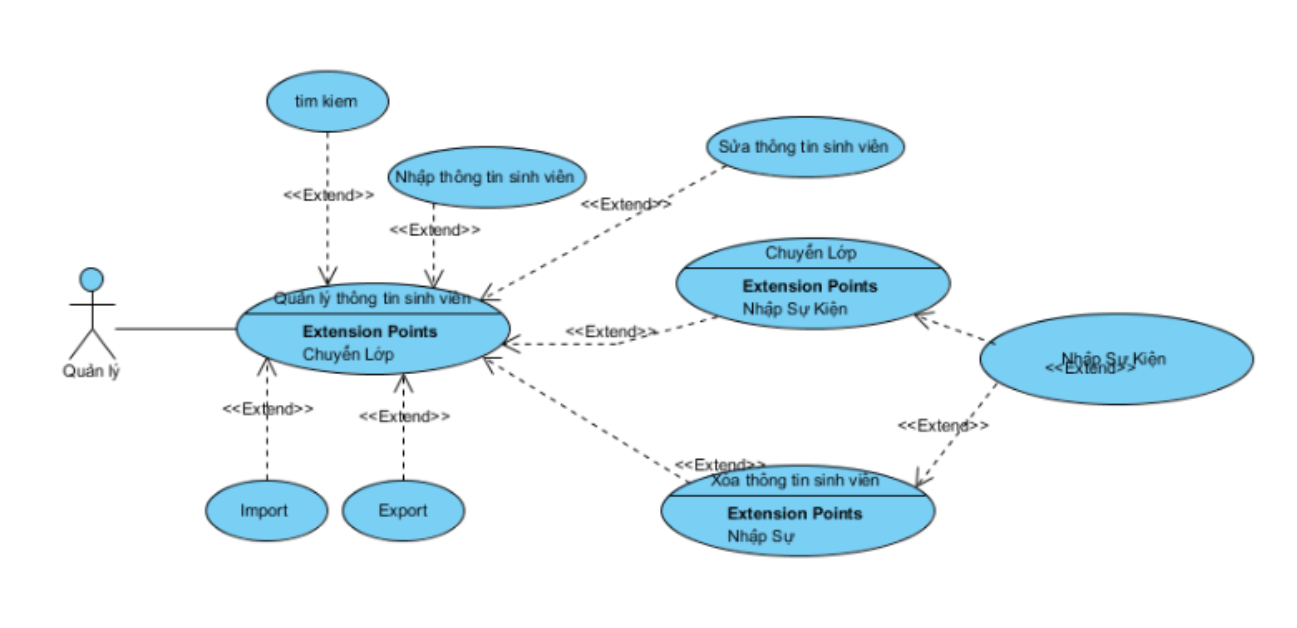 tim kiem
Nhập thông tin sinh viên
Sửa thông tin sinh viên
<<Extend>>
<<Extend>>
<<Extend>>
Chuyển Lớp
Extension Points
Nhập Sự Kiện
Quản lý thông tin sinh viên
Extension Points
Chuyển Lớp
<<Extend>>
Quản lý
Nhập Sự Kiện
<<Extend>>
<<Extend>>
<<Extend>>
<<Extend>>
<<Extend>>
Xóa thông tin sinh viên
Extension Points
Nhập Sự
Import
Export